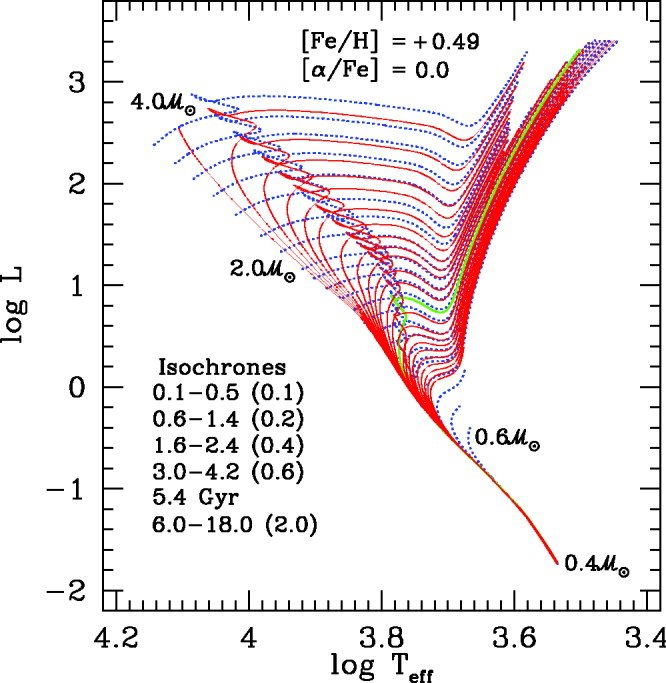 [Fe/H] = +0.49
[α/Fe] = 0.0
4.0ℳ⊙
2.0ℳ⊙
Isochrones
0.1−0.5 (0.1)
0.6−1.4 (0.2)
1.6−2.4 (0.4)
3.0−4.2 (0.6)
5.4 Gyr
6.0−18.0 (2.0)
0.6ℳ⊙
0.4ℳ⊙
log L
3
2
1
0
−1
−2
4.2 4 3.8 3.6 3.4
log Teff